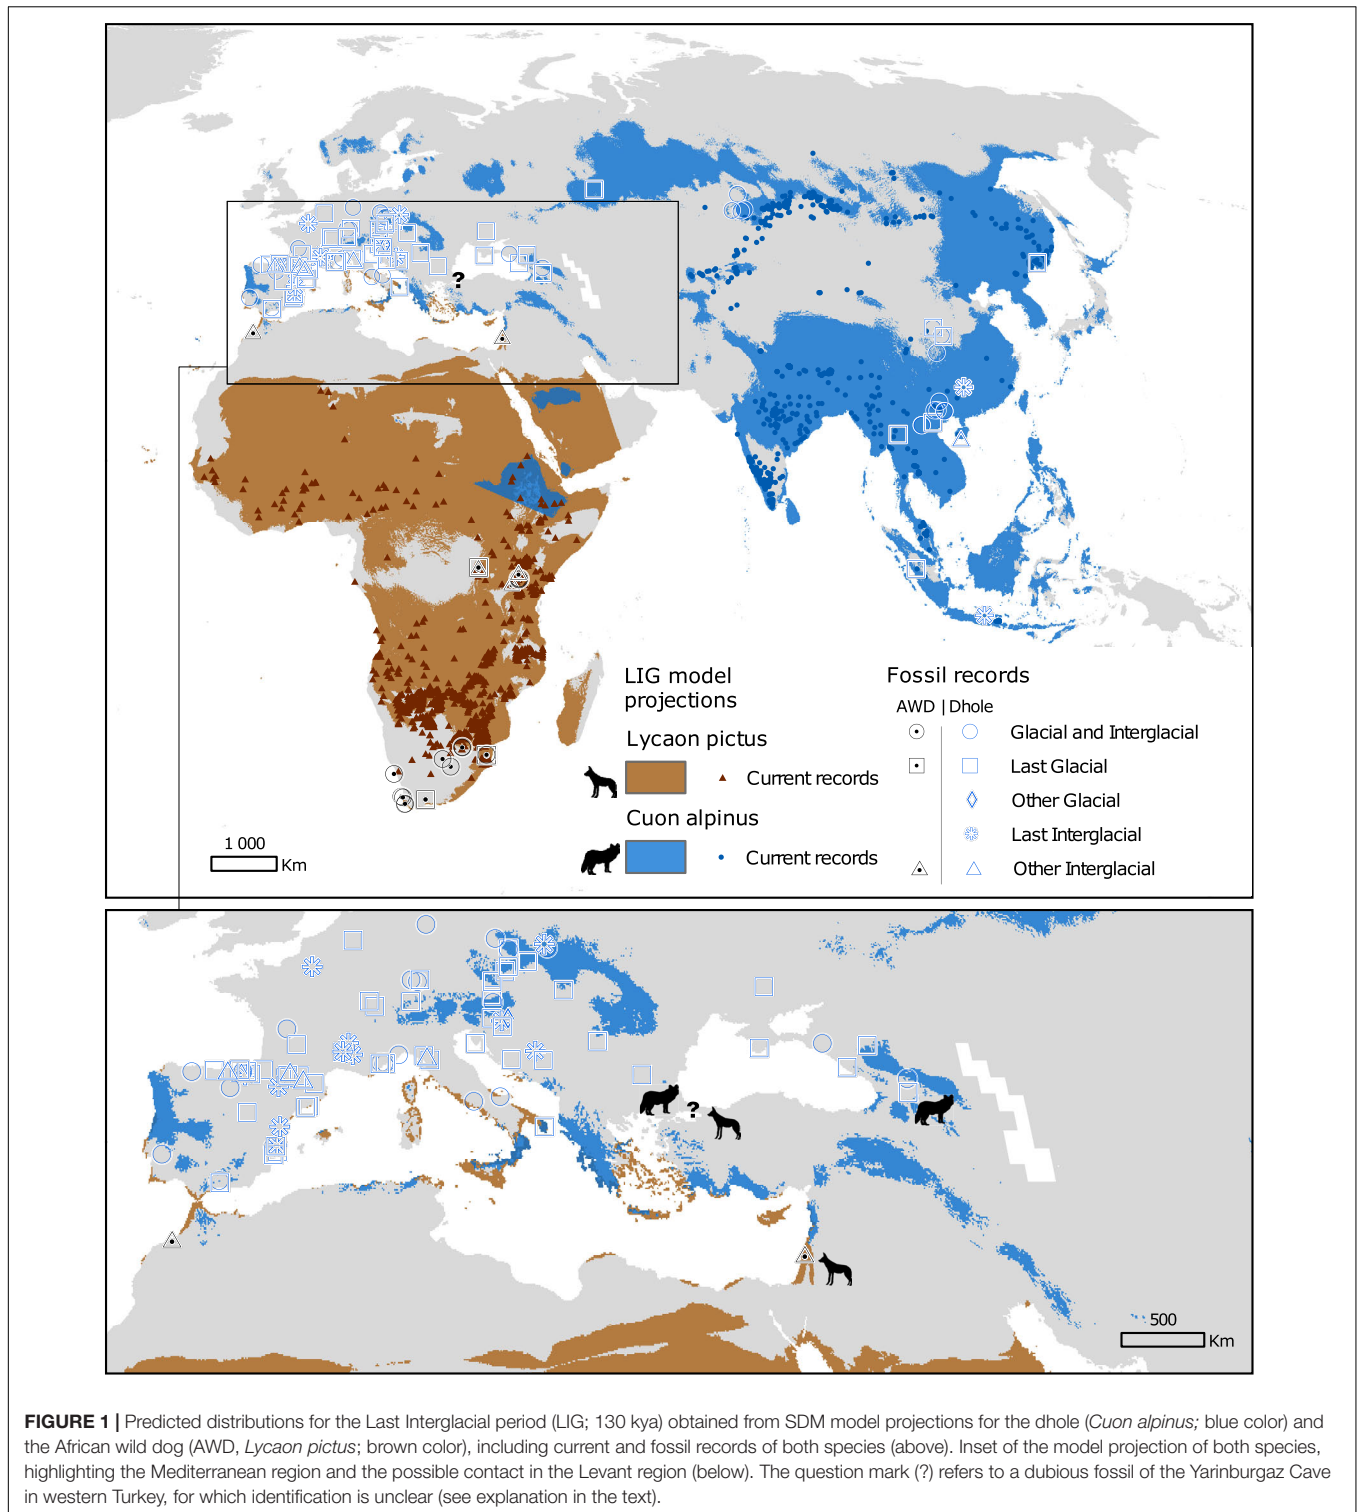 ?
LIG model
projections
Lycaon pictus
Current records
Cuon alpinus
Current records
Fossil records
AWD | Dhole
Glacial and Interglacial
Last Glacial
Other Glacial
Last Interglacial
Other Interglacial
1 000
Km
?
500
Km
FIGURE 1 | Predicted distributions for the Last Interglacial period (LIG; 130 kya) obtained from SDM model projections for the dhole (Cuon alpinus; blue color) and
the African wild dog (AWD, Lycaon pictus; brown color), including current and fossil records of both species (above). Inset of the model projection of both species,
highlighting the Mediterranean region and the possible contact in the Levant region (below). The question mark (?) refers to a dubious fossil of the Yarinburgaz Cave
in western Turkey, for which identification is unclear (see explanation in the text).